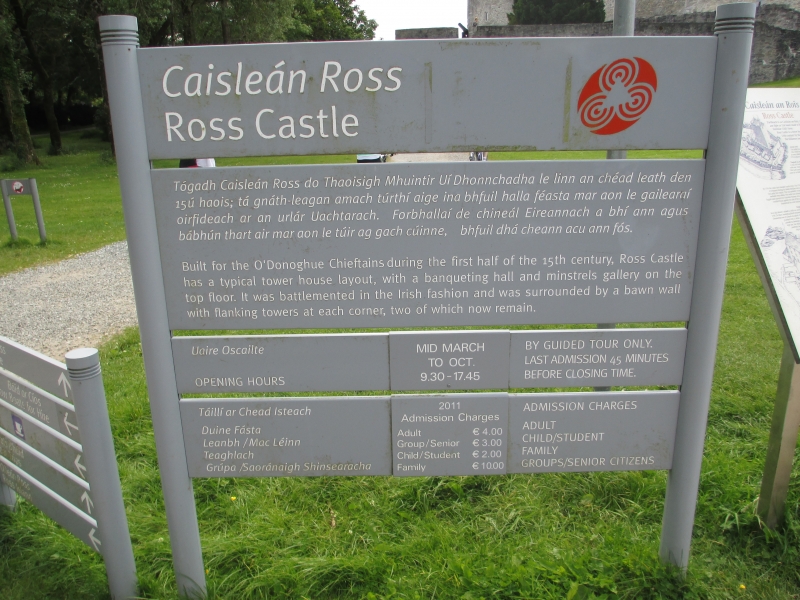 Caisleán Ross
Ross Castle
Tógadh Caisleán Ross do Thaoisigh Mhuintir Uí Dhonnchadha le linn an chéad leath den
15ú haois; tá gnáth-leagan amach túrthí aige ina bhfuil halla féasta mar aon le gailearaí
oirfideach ar an urlár Uachtarach. Forbhallaí de chineál Eireannach a bhí ann agus
bábhún thart air mar aon le túir ag gach cúinne, bhfuil dhá cheann acu ann fós.
Built for the O'Donoghue Chieftains during the first half of the 15th century, Ross Castle
has a typical tower house layout, with a banqueting hall and minstrels gallery on the
top floor. It was battlemented in the Irish fashion and was surrounded by a bawn wall
with flanking towers at each corner, two of which now remain.
Uaire Oscailte
OPENING HOURS
MID MARCH
TO OCT.
9.30 - 17.45
BY GUIDED TOUR ONLY.
LAST ADMISSION 45 MINUTES
BEFORE CLOSING TIME.
Táillí ar Chead Isteach
Duine Fásta
Leanbh /Mac Léinn
Teaghlach
Grúpa /Saoránaigh Shinsearacha
2011
Admission Charges
Adult € 4.00
Group/Senior € 3.00
Child/Student € 2.00
Family € 1000
ADMISSION CHARGES
ADULT
CHILD/STUDENT
FAMILY
GROUPS/SENIOR CITIZENS
Caisleán an Rois
Ross Castle